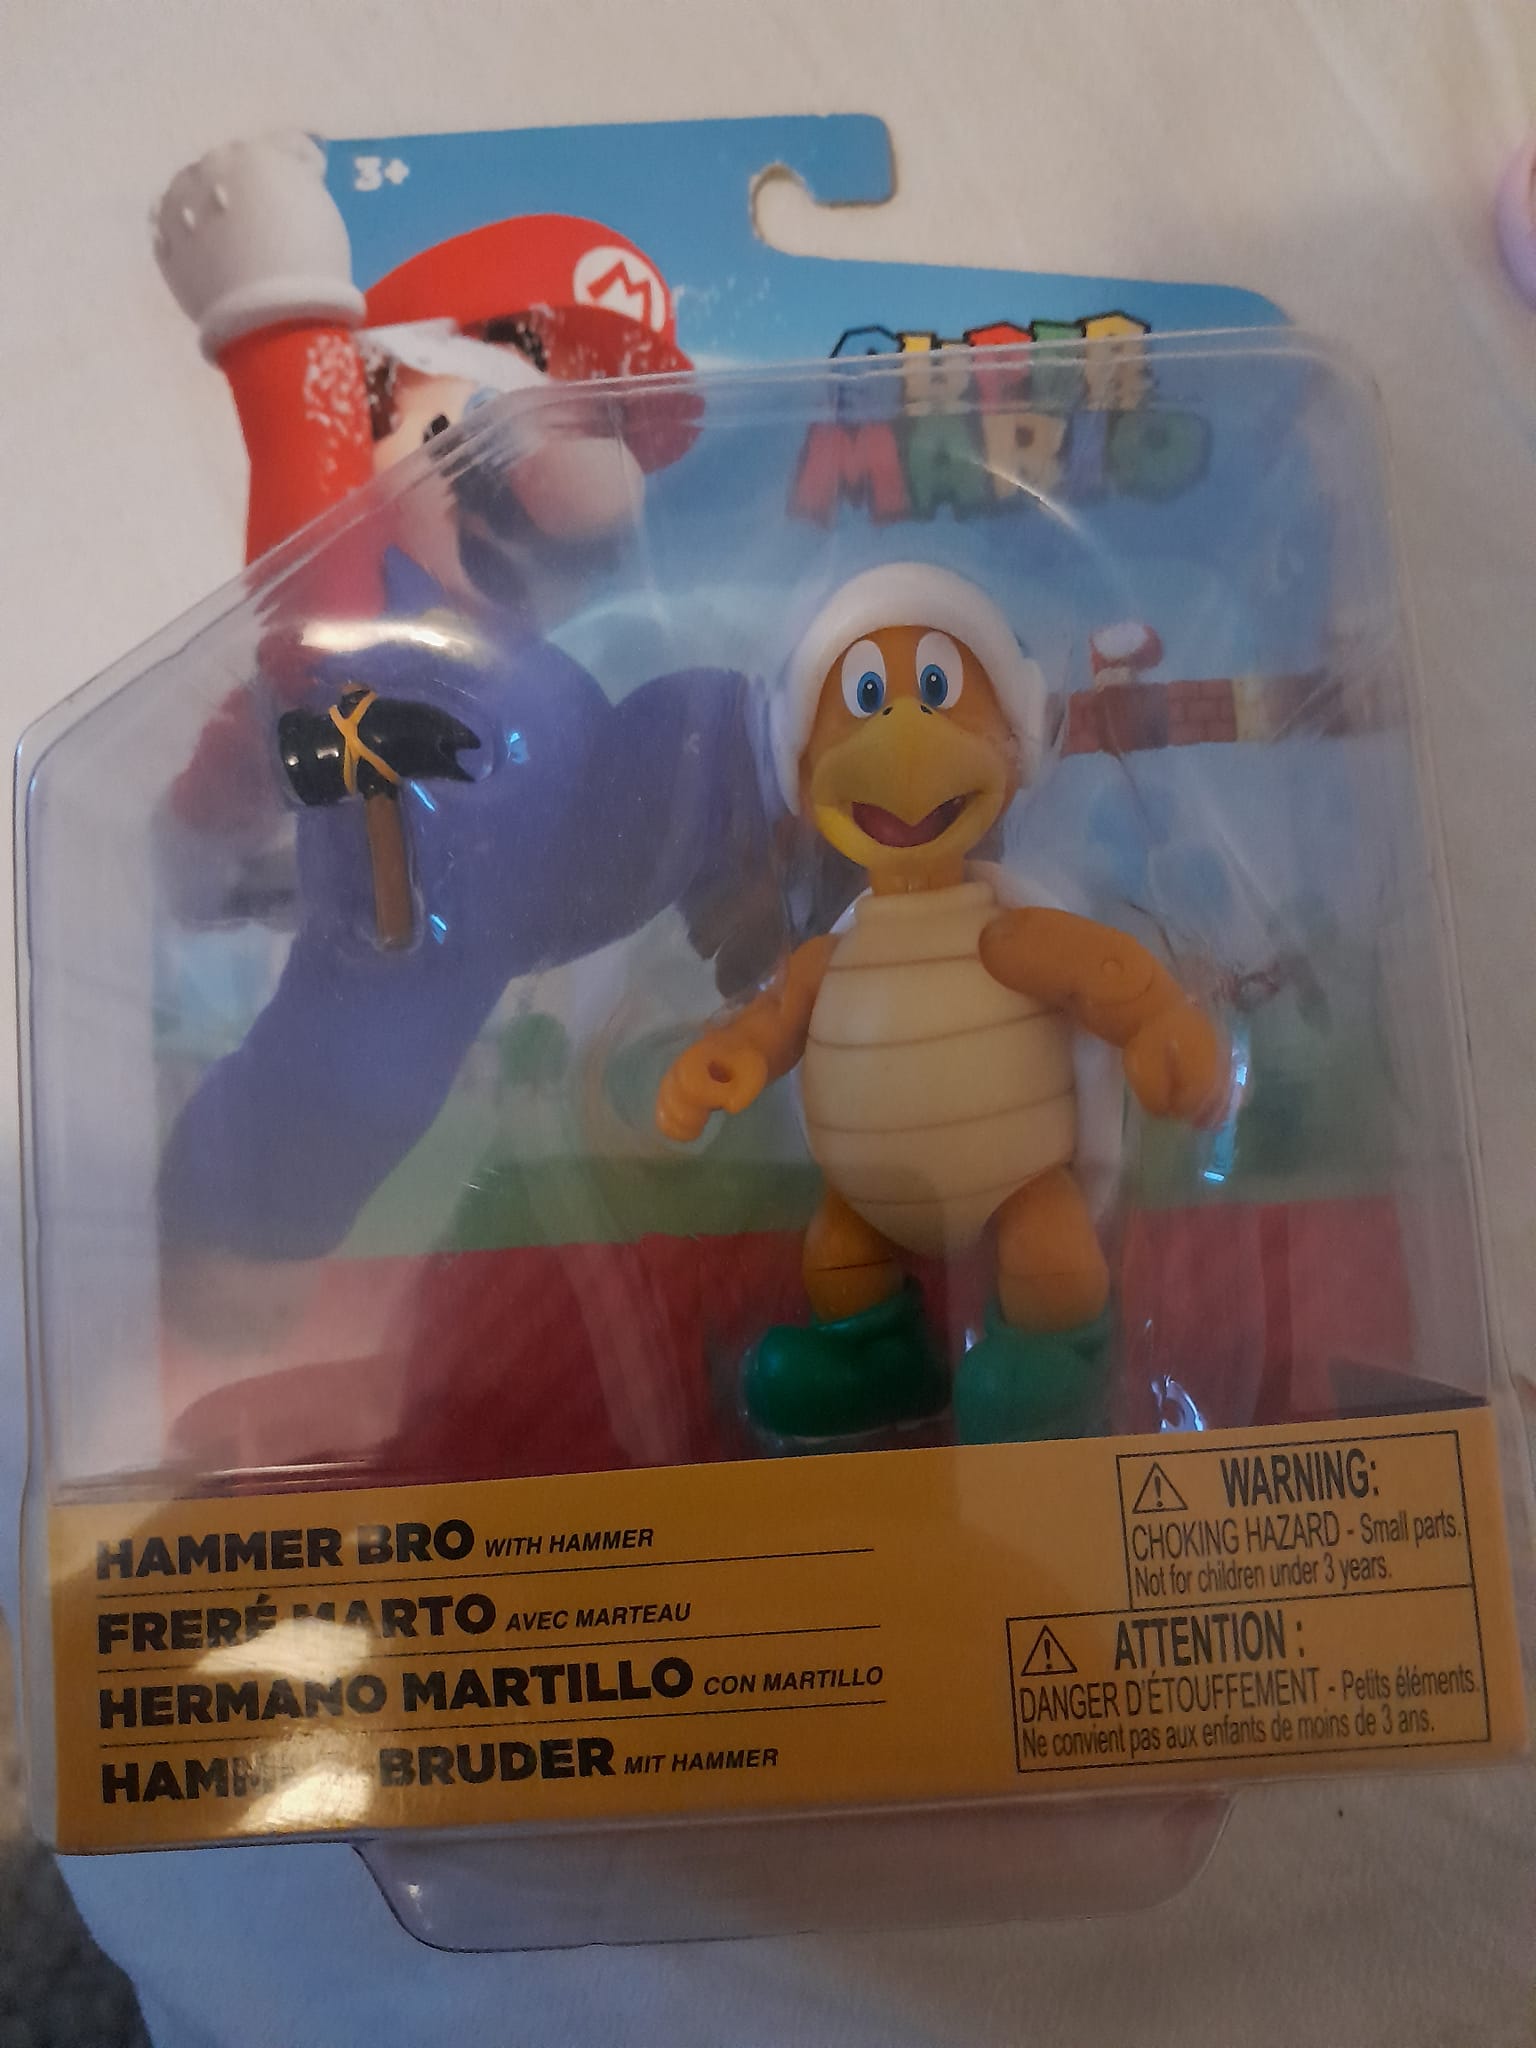 3+
M
SUPER
MARIO
HAMMER BRO WITH HAMMER
FRERÉ MARTO AVEC MARTEAU
HERMANO MARTILLO CON MARTILLO
HAMMER BRUDER MIT HAMMER
WARNING:
CHOKING HAZARD - Small parts.
Not for children under 3 years.
ATTENTION :
DANGER D'ÉTOUFFEMENT - Petits éléments.
Ne convient pas aux enfants de moins de 3 ans.